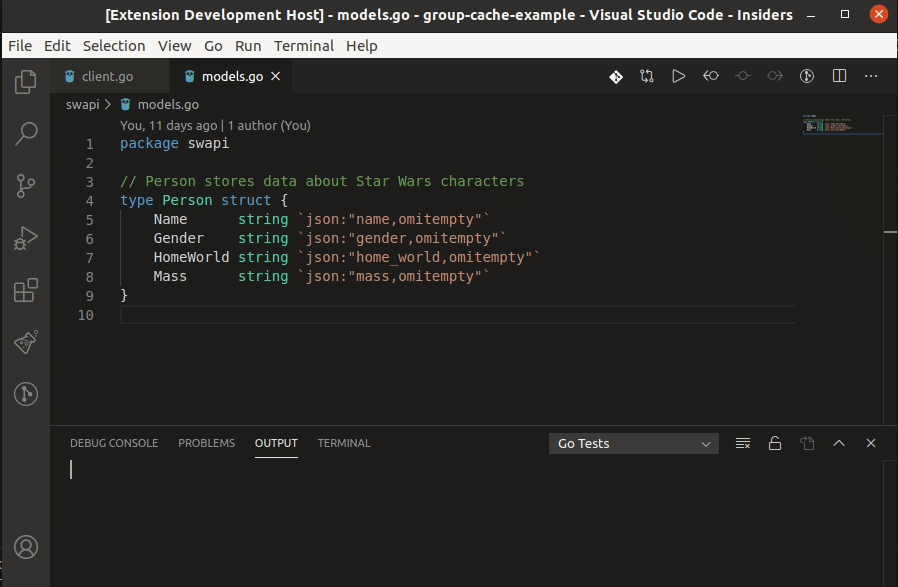 [Extension Development Host] - models.go - group-cache-example - Visual Studio Code - Insiders
File Edit Selection View Go Run Terminal Help
client.go models.go
swapi > models.go
You, 11 days ago | 1 author (You)
1 package swapi
2
3 // Person stores data about Star Wars characters
4 type Person struct {
5     Name      string `json:"name,omitempty"`
6     Gender    string `json:"gender,omitempty"`
7     HomeWorld string `json:"home_world,omitempty"`
8     Mass      string `json:"mass,omitempty"`
9 }
10
DEBUG CONSOLE PROBLEMS OUTPUT TERMINAL Go Tests